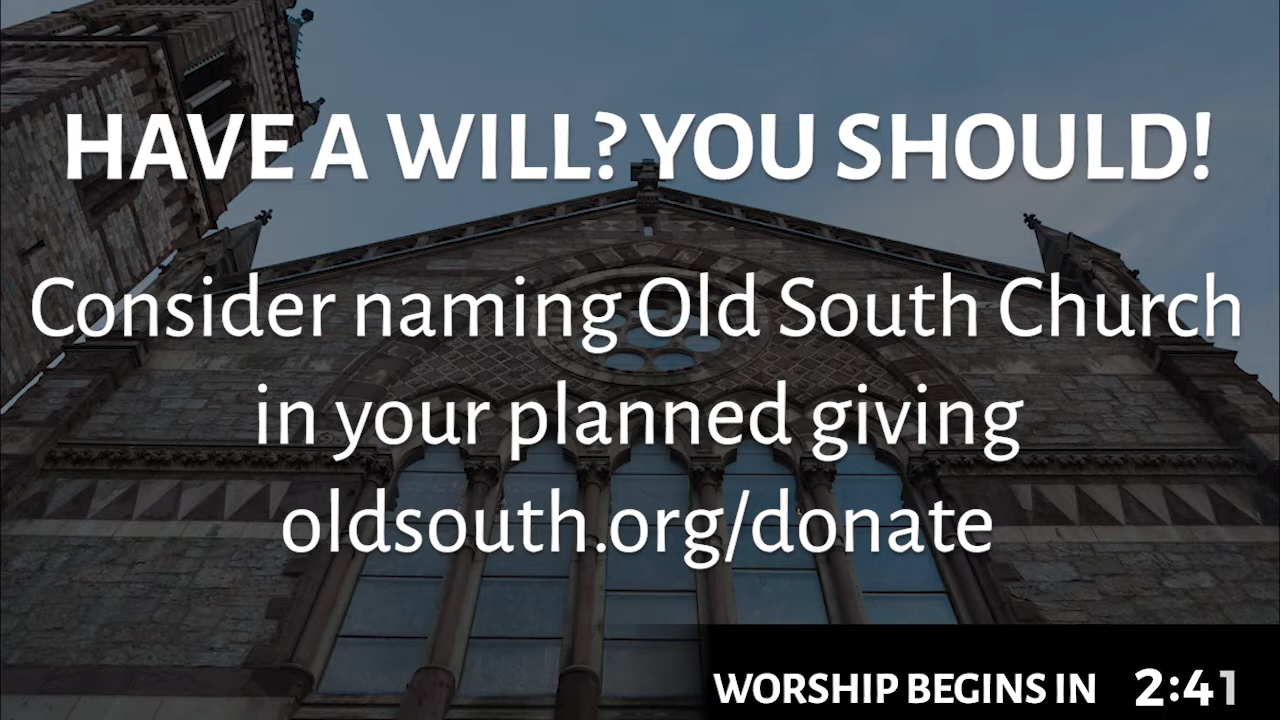 HAVE A WILL? YOU SHOULD!
Consider naming Old South Church
in your planned giving
oldsouth.org/donate
WORSHIP BEGINS IN 2:41